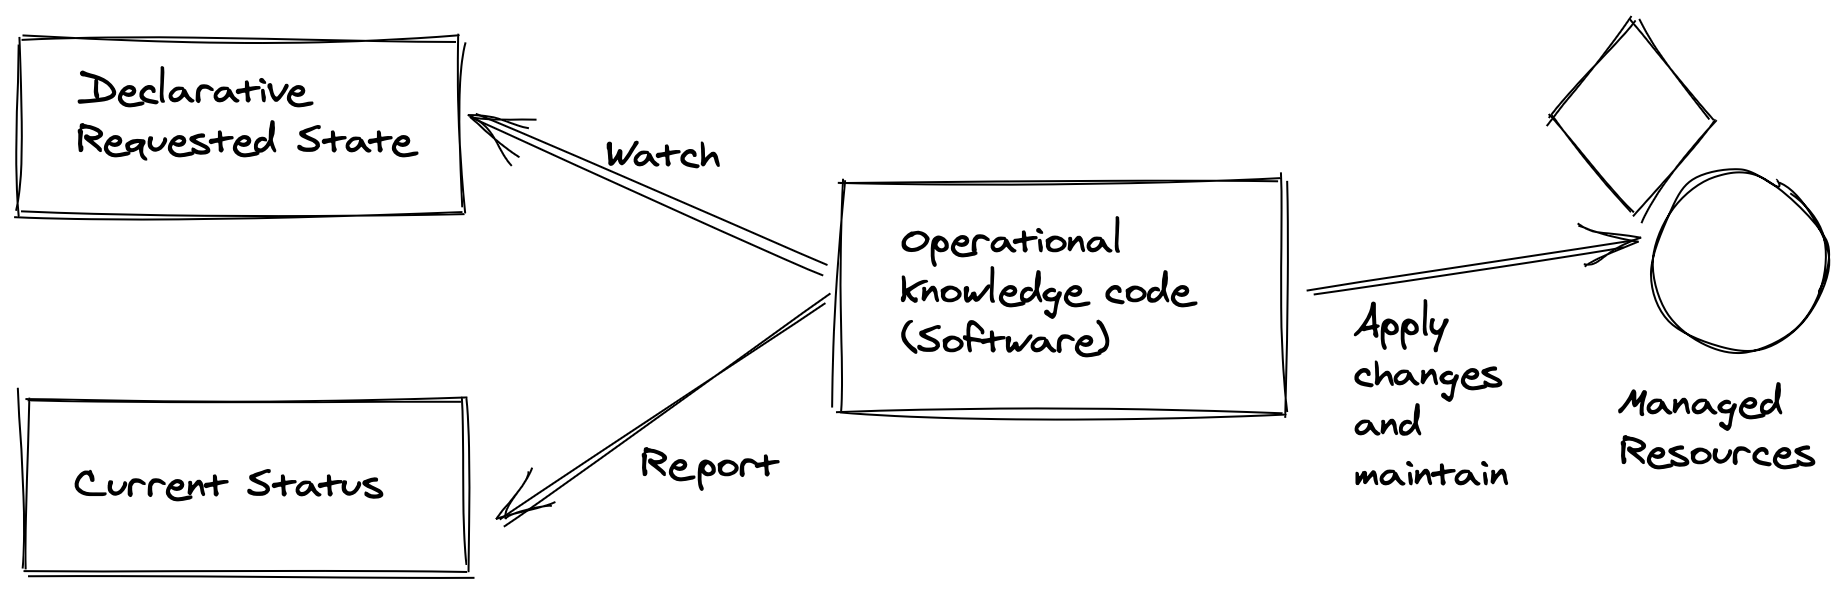 Declarative
Requested State
Watch
Operational
Knowledge code
(Software)
Apply
changes
and
maintain
Managed
Resources
Report
Current Status